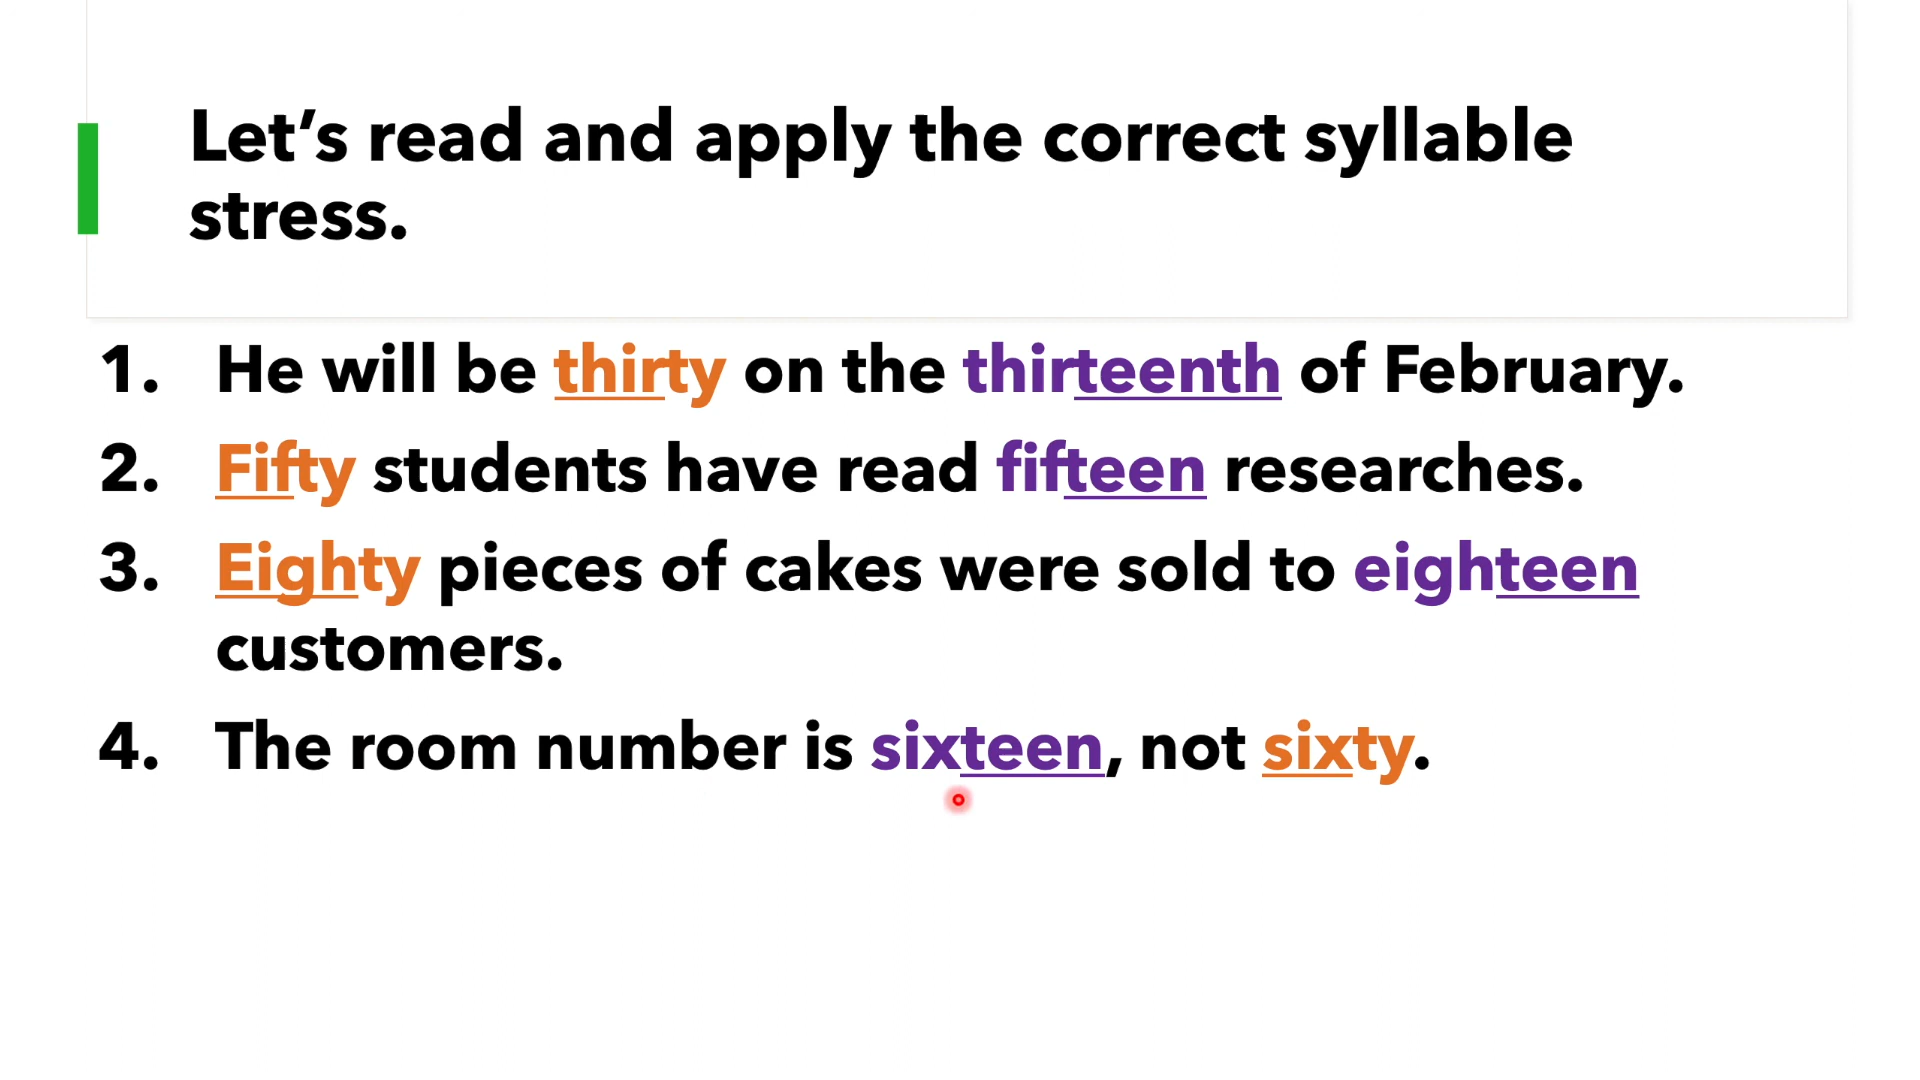 Let’s read and apply the correct syllable
stress.
1. He will be thirty on the thirteenth of February.
2. Fifty students have read fifteen researches.
3. Eighty pieces of cakes were sold to eighteen
customers.
4. The room number is sixteen, not sixty.